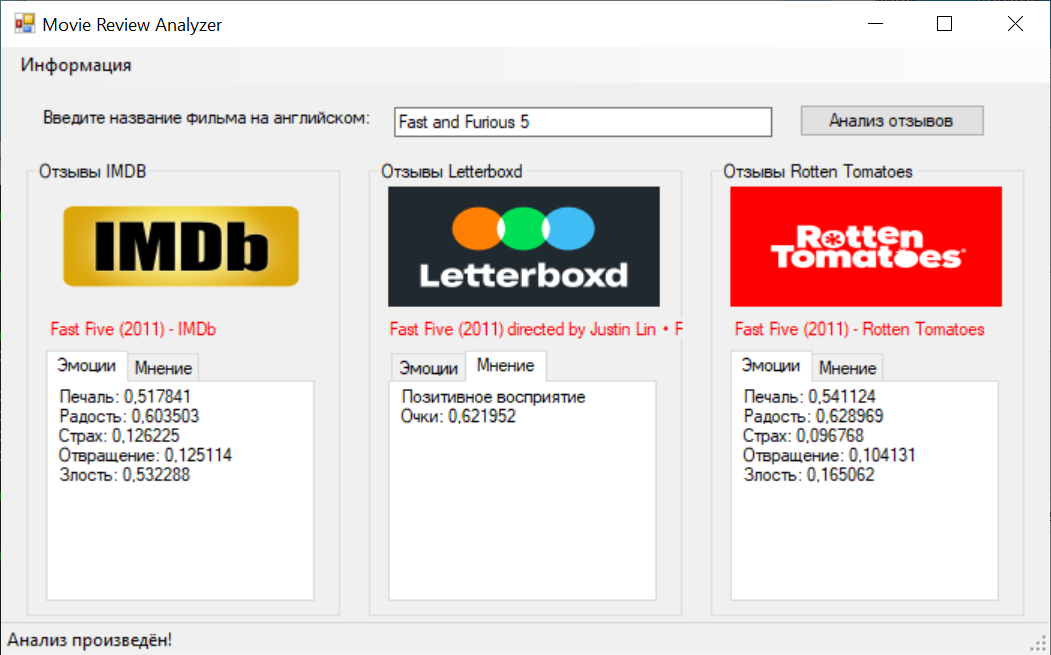 Movie Review Analyzer
Информация
Введите название фильма на английском:
Fast and Furious 5
Анализ отзывов
Отзывы IMDB
IMDb
Fast Five (2011) - IMDb
Эмоции
Мнение
Печаль: 0,517841
Радость: 0,603503
Страх: 0,126225
Отвращение: 0,125114
Злость: 0,532288
Отзывы Letterboxd
Letterboxd
Fast Five (2011) directed by Justin Lin • F
Эмоции
Мнение
Позитивное восприятие
Очки: 0,621952
Отзывы Rotten Tomatoes
Rotten
Tomatoes
Fast Five (2011) - Rotten Tomatoes
Эмоции
Мнение
Печаль: 0,541124
Радость: 0,628969
Страх: 0,096768
Отвращение: 0,104131
Злость: 0,165062
Анализ произведён!